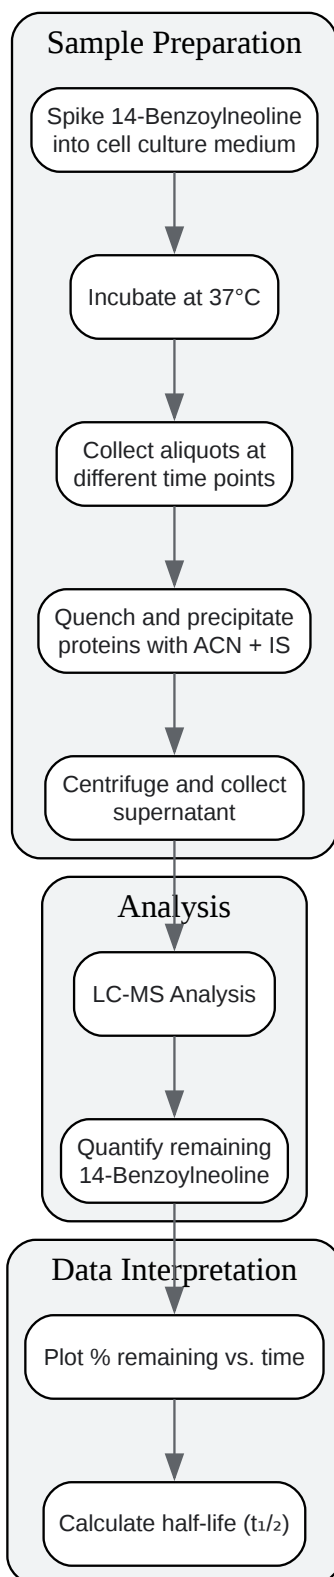 Sample Preparation
Spike 14-Benzoylneoline
into cell culture medium
Incubate at 37°C
Collect aliquots at
different time points
Quench and precipitate
proteins with ACN + IS
Centrifuge and collect
supernatant
Analysis
LC-MS Analysis
Quantify remaining
14-Benzoylneoline
Data Interpretation
Plot % remaining vs. time
Calculate half-life (t₁/₂)